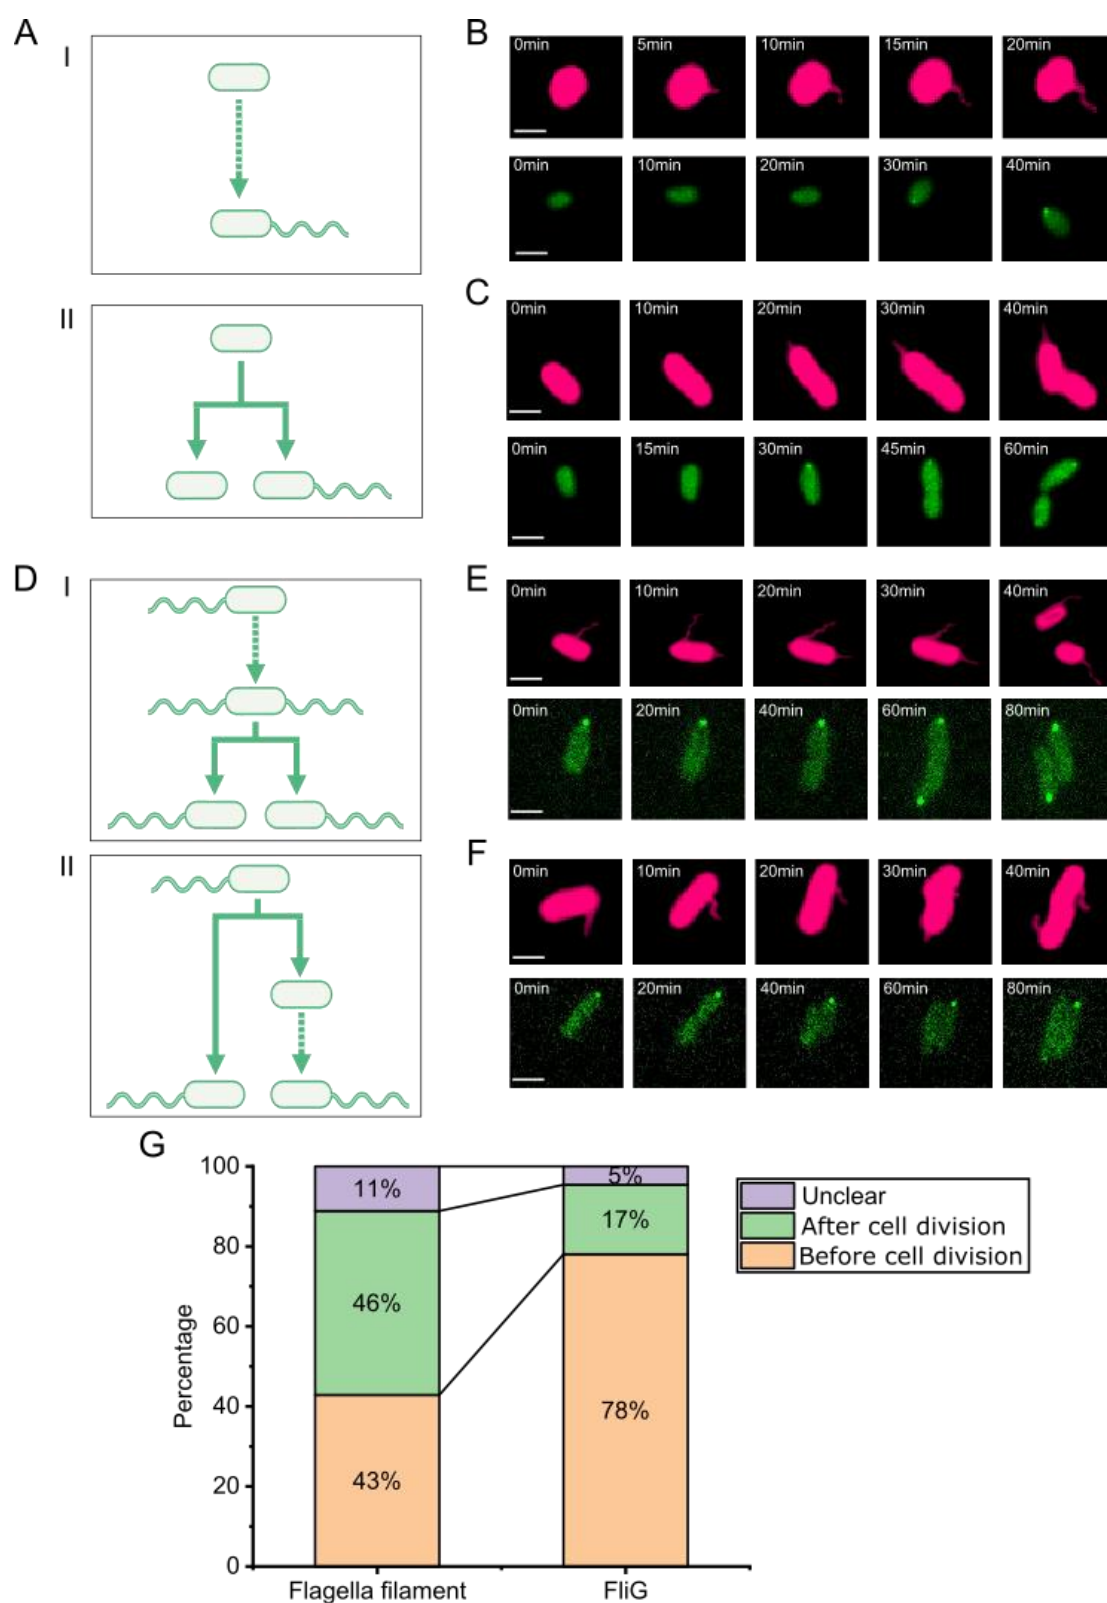 A
I
II
B
0min 5min 10min 15min 20min
0min 10min 20min 30min 40min
C
0min 10min 20min 30min 40min
0min 15min 30min 45min 60min
D
I
II
E
0min 10min 20min 30min 40min
0min 20min 40min 60min 80min
F
0min 10min 20min 30min 40min
0min 20min 40min 60min 80min
G
Percentage
100
80
60
40
20
0
11%
46%
43%
5%
17%
78%
Flagella filament
FliG
Unclear
After cell division
Before cell division